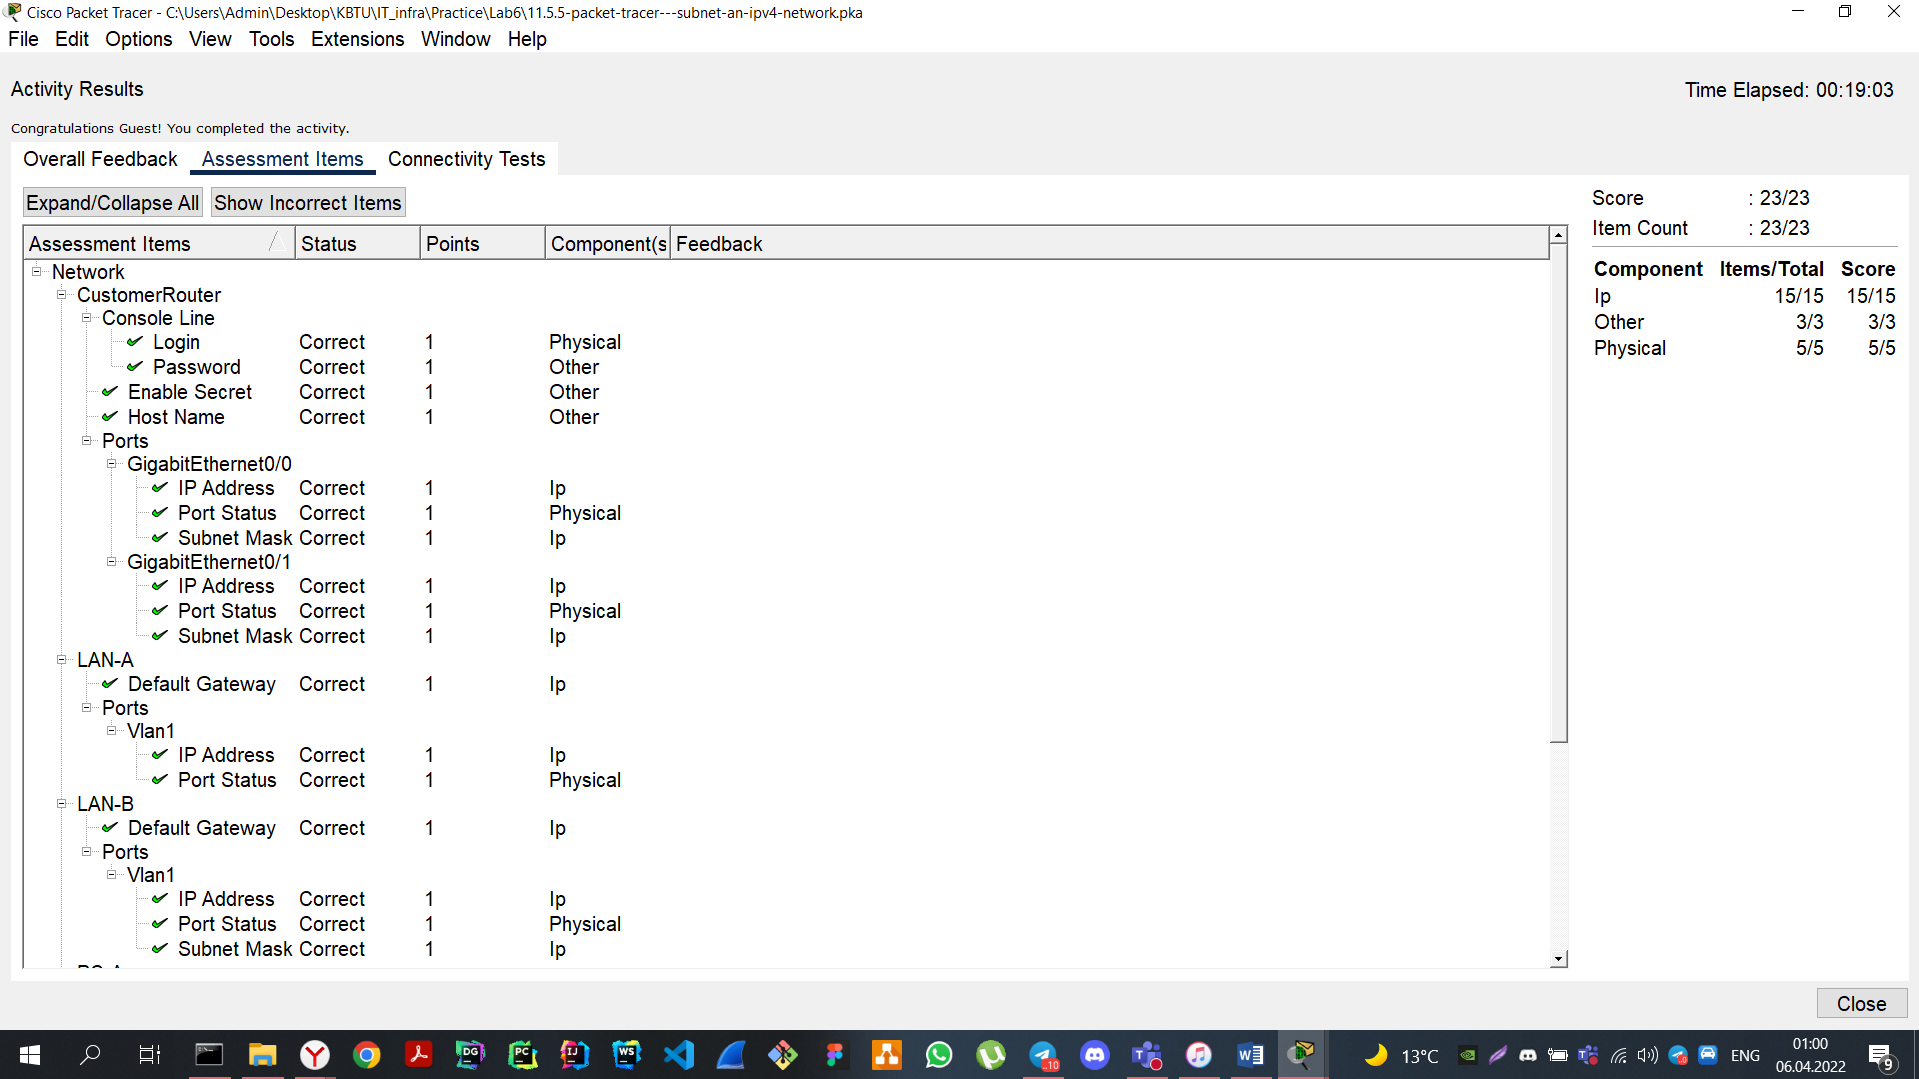 Cisco Packet Tracer - C:\Users\Admin\Desktop\KBTU\IT_infra\Practice\Lab6\11.5.5-packet-tracer---subnet-an-ipv4-network.pka
File Edit Options View Tools Extensions Window Help
Activity Results
Time Elapsed: 00:19:03
Congratulations Guest! You completed the activity.
Overall Feedback Assessment Items Connectivity Tests
Expand/Collapse All Show Incorrect Items
Assessment Items Status Points Component(s Feedback
Network
CustomerRouter
Console Line
Login Correct 1 Physical
Password Correct 1 Other
Enable Secret Correct 1 Other
Host Name Correct 1 Other
Ports
GigabitEthernet0/0
IP Address Correct 1 Ip
Port Status Correct 1 Physical
Subnet Mask Correct 1 Ip
GigabitEthernet0/1
IP Address Correct 1 Ip
Port Status Correct 1 Physical
Subnet Mask Correct 1 Ip
LAN-A
Default Gateway Correct 1 Ip
Ports
Vlan1
IP Address Correct 1 Ip
Port Status Correct 1 Physical
LAN-B
Default Gateway Correct 1 Ip
Ports
Vlan1
IP Address Correct 1 Ip
Port Status Correct 1 Physical
Subnet Mask Correct 1 Ip
Score : 23/23
Item Count : 23/23
Component Items/Total Score
Ip 15/15 15/15
Other 3/3 3/3
Physical 5/5 5/5
Close
DG PC IJ WS
13°C
ENG
01:00
06.04.2022
9